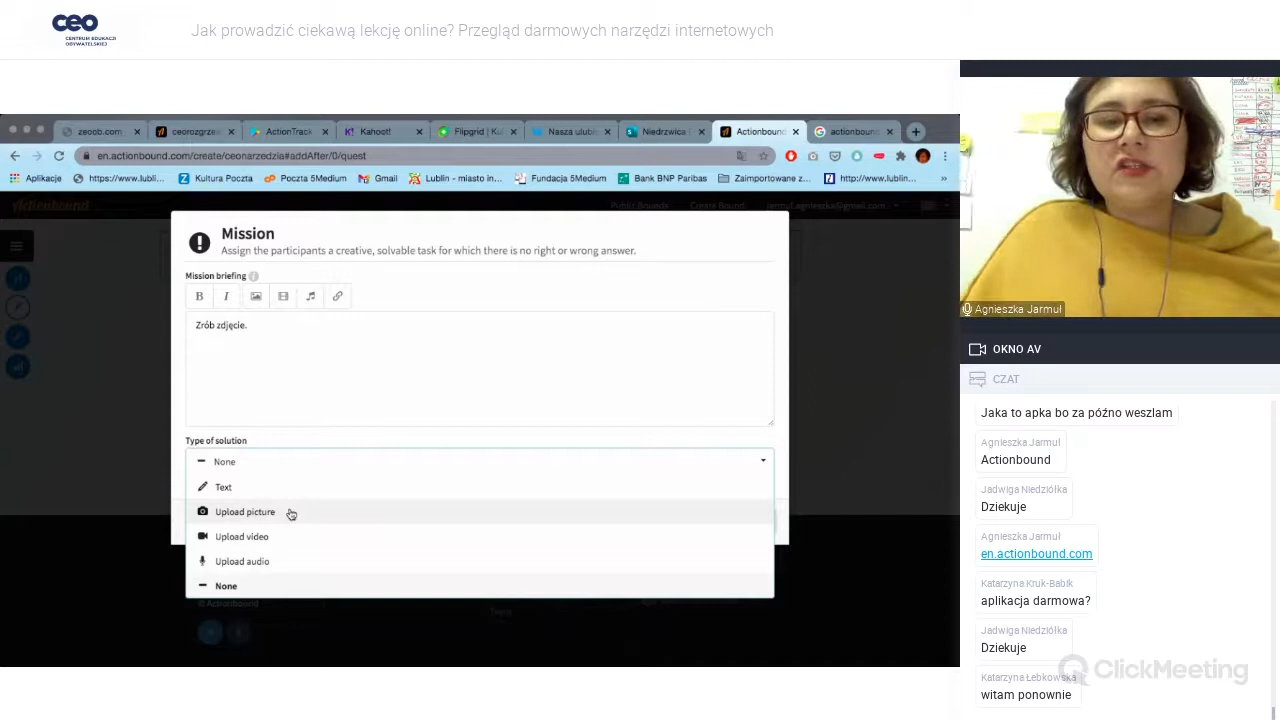 ceo
CENTRUM EDUKACJI
OBYWATELSKIEJ
Jak prowadzić ciekawą lekcję online? Przegląd darmowych narzędzi internetowych
zeoob.com
ceorozgrze
ActionTrack
Kahoot!
Flipgrid | Ku
Nasza ulubi
Niedrzwica
Actionbound
actionbound
en.actionbound.com/create/ceonarzedzia#addAfter/0/quest
Aplikacje
https://www.lubli...
Kultura Poczta
Poczta 5Medium
Gmail
Lublin - miasto in...
Fundacja 5Medium
Bank BNP Paribas
Zaimportowane z...
http://www.lublin...
»
Actionbound
Public Bounds
Create Bound
jarmul.agnieszka@gmail.com
Mission
Assign the participants a creative, solvable task for which there is no right or wrong answer.
Mission briefing
B
I
Zrób zdjęcie.
Type of solution
None
Text
Upload picture
Upload video
Upload audio
None
© Actionbound
Agnieszka Jarmuł
OKNO AV
CZAT
Jaka to apka bo za późno weszlam
Agnieszka Jarmuł
Actionbound
Jadwiga Niedziółka
Dziekuje
Agnieszka Jarmuł
en.actionbound.com
Katarzyna Kruk-Babik
aplikacja darmowa?
Jadwiga Niedziółka
Dziekuje
Katarzyna Łebkowska
witam ponownie
ClickMeeting